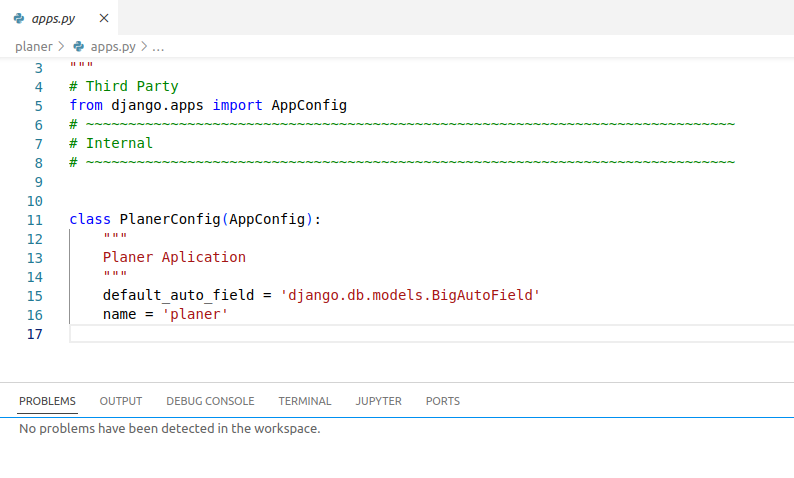 apps.py ×
planer > apps.py > ...
3 """
4 # Third Party
5 from django.apps import AppConfig
6 # ~~~~~~~~~~~~~~~~~~~~~~~~~~~~~~~~~~~~~~~~~~~~~~~~~~~~~~~~~~~~~~~~~~~~~~~~~~~~~
7 # Internal
8 # ~~~~~~~~~~~~~~~~~~~~~~~~~~~~~~~~~~~~~~~~~~~~~~~~~~~~~~~~~~~~~~~~~~~~~~~~~~~~~
9
10
11 class PlanerConfig(AppConfig):
12     """
13     Planer Aplication
14     """
15     default_auto_field = 'django.db.models.BigAutoField'
16     name = 'planer'
17
PROBLEMS OUTPUT DEBUG CONSOLE TERMINAL JUPYTER PORTS
No problems have been detected in the workspace.